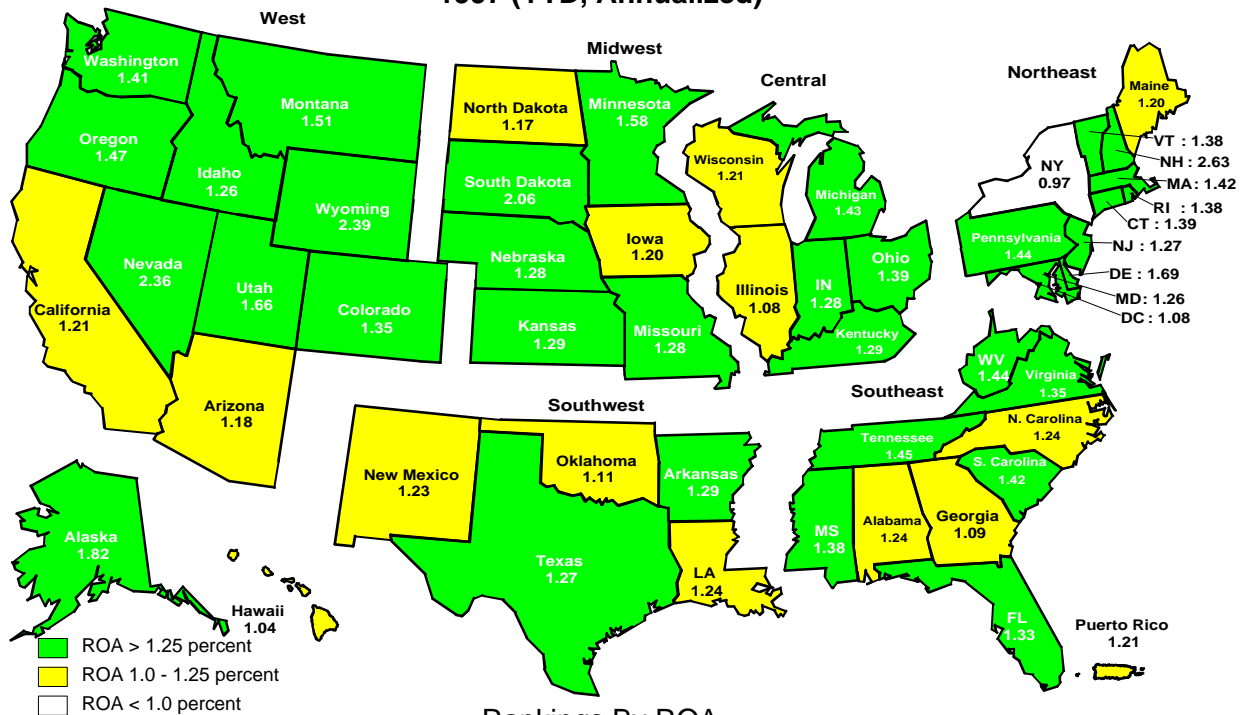 1997 (YTD, Annualized)
West
Midwest
Central
Northeast
Washington
1.41
Montana
1.51
Oregon
1.47
Idaho
1.26
Wyoming
2.39
Nevada
2.36
Utah
1.66
Colorado
1.35
California
1.21
Arizona
1.18
Alaska
1.82
Hawaii
1.04
North Dakota
1.17
Minnesota
1.58
South Dakota
2.06
Iowa
1.20
Nebraska
1.28
Kansas
1.29
Missouri
1.28
Wisconsin
1.21
Michigan
1.43
Illinois
1.08
IN
1.28
Ohio
1.39
Kentucky
1.29
Maine
1.20
NY
0.97
VT : 1.38
NH : 2.63
MA : 1.42
RI : 1.38
CT : 1.39
NJ : 1.27
Pennsylvania
1.44
DE : 1.69
MD: 1.26
DC : 1.08
Southwest
Southeast
New Mexico
1.23
Oklahoma
1.11
Arkansas
1.29
Texas
1.27
LA
1.24
WV
1.44
Virginia
1.35
N. Carolina
1.24
Tennessee
1.45
S. Carolina
1.42
MS
1.38
Alabama
1.24
Georgia
1.09
FL
1.33
Puerto Rico
1.21
ROA > 1.25 percent
ROA 1.0 - 1.25 percent
ROA < 1.0 percent
Rankings By ROA